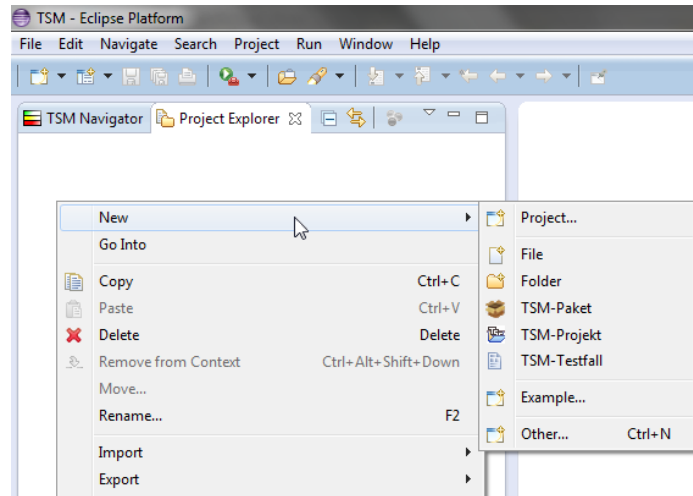 TSM - Eclipse Platform
File Edit Navigate Search Project Run Window Help
TSM Navigator Project Explorer
New
Go Into
Copy Ctrl+C
Paste Ctrl+V
Delete Delete
Remove from Context Ctrl+Alt+Shift+Down
Move...
Rename... F2
Import
Export
Project...
File
Folder
TSM-Paket
TSM-Projekt
TSM-Testfall
Example...
Other... Ctrl+N